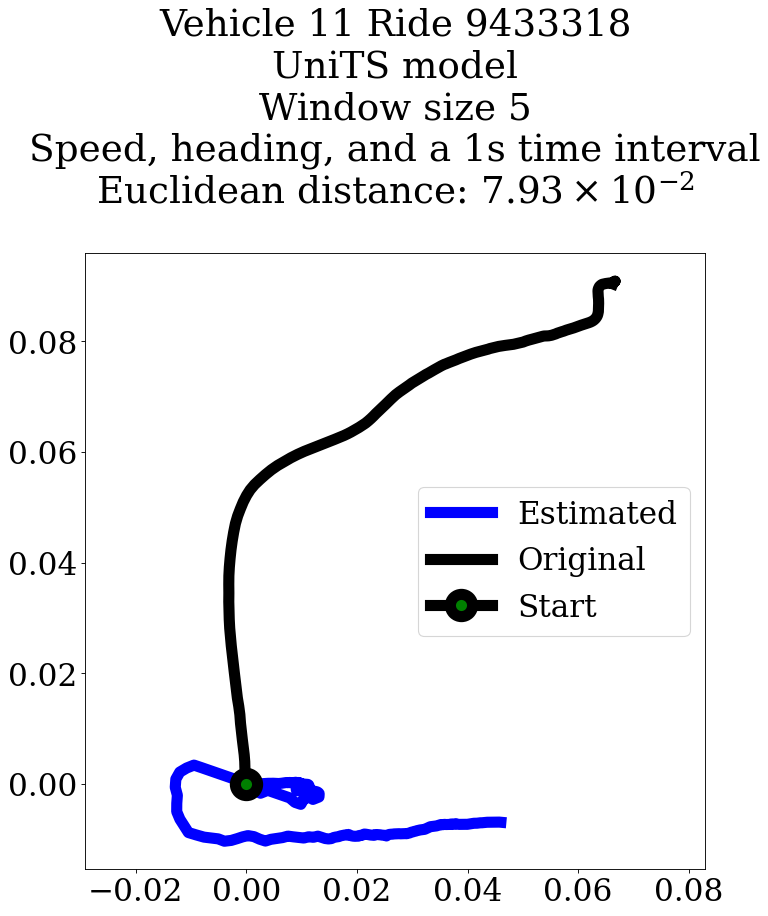 Vehicle 11 Ride 9433318
UniTS model
Window size 5
Speed, heading, and a 1s time interval
Euclidean distance: 7.93 × 10⁻²
0.08
0.06
0.04
0.02
0.00
Estimated
Original
Start
−0.02 0.00 0.02 0.04 0.06 0.08